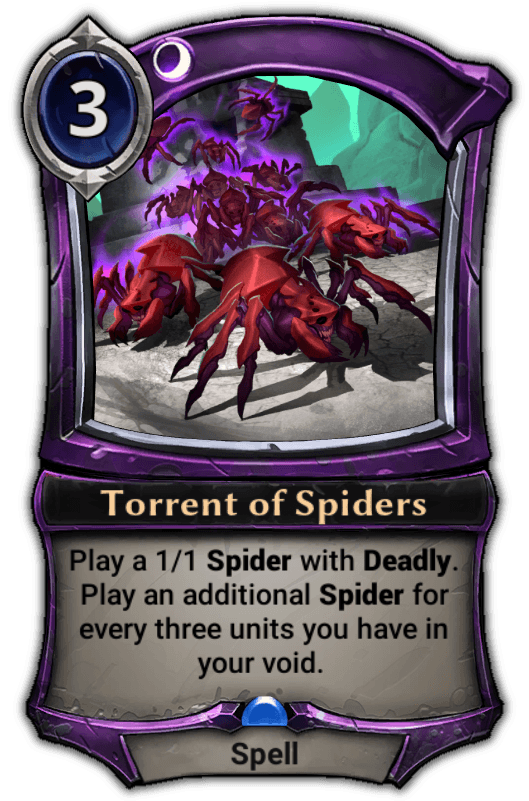 3
Torrent of Spiders
Play a 1/1 Spider with Deadly.
Play an additional Spider for
every three units you have in
your void.
Spell